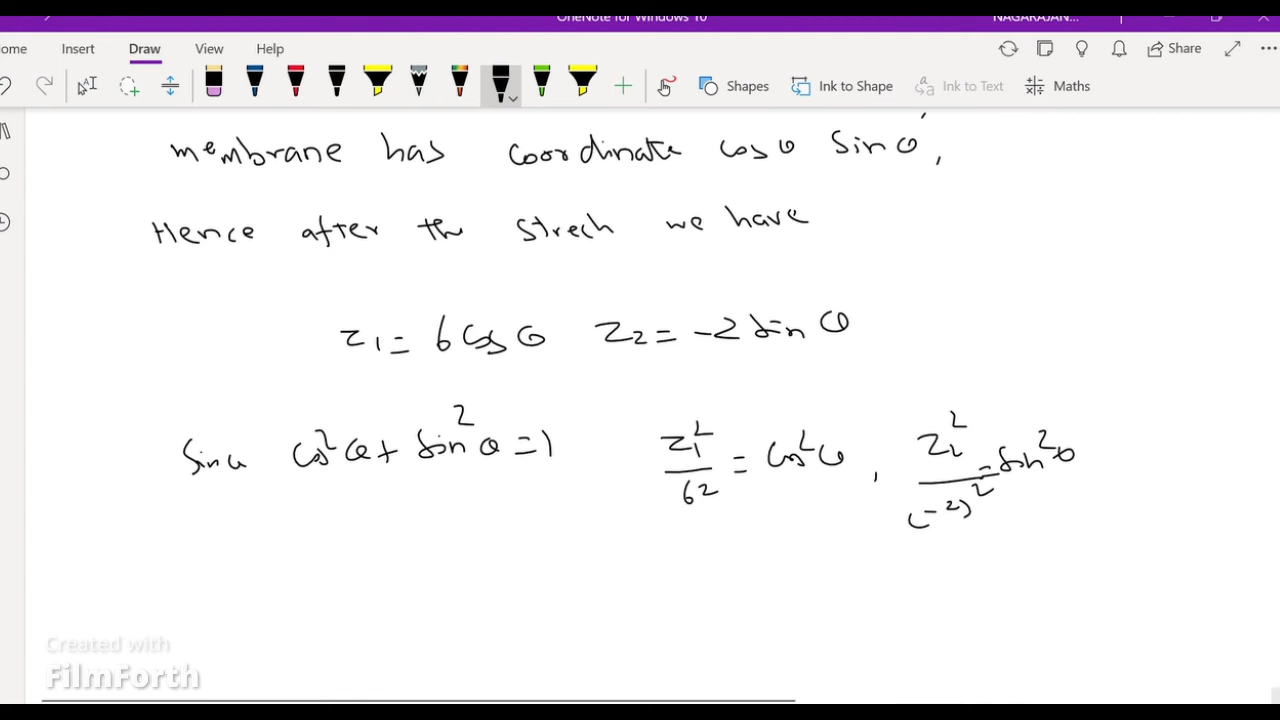 OneNote for Windows 10 NAGARAJAN...
ome Insert Draw View Help Share
Shapes Ink to Shape Ink to Text Maths
membrane has coordinate cos θ sin θ,
Hence after the strech we have
z₁ = 6 cos θ z₂ = -2 sin θ
Since cos²θ + sin²θ = 1 z₁²/6² = cos²θ, z₂²/(-2)² = sin²θ
Created with
FilmForth